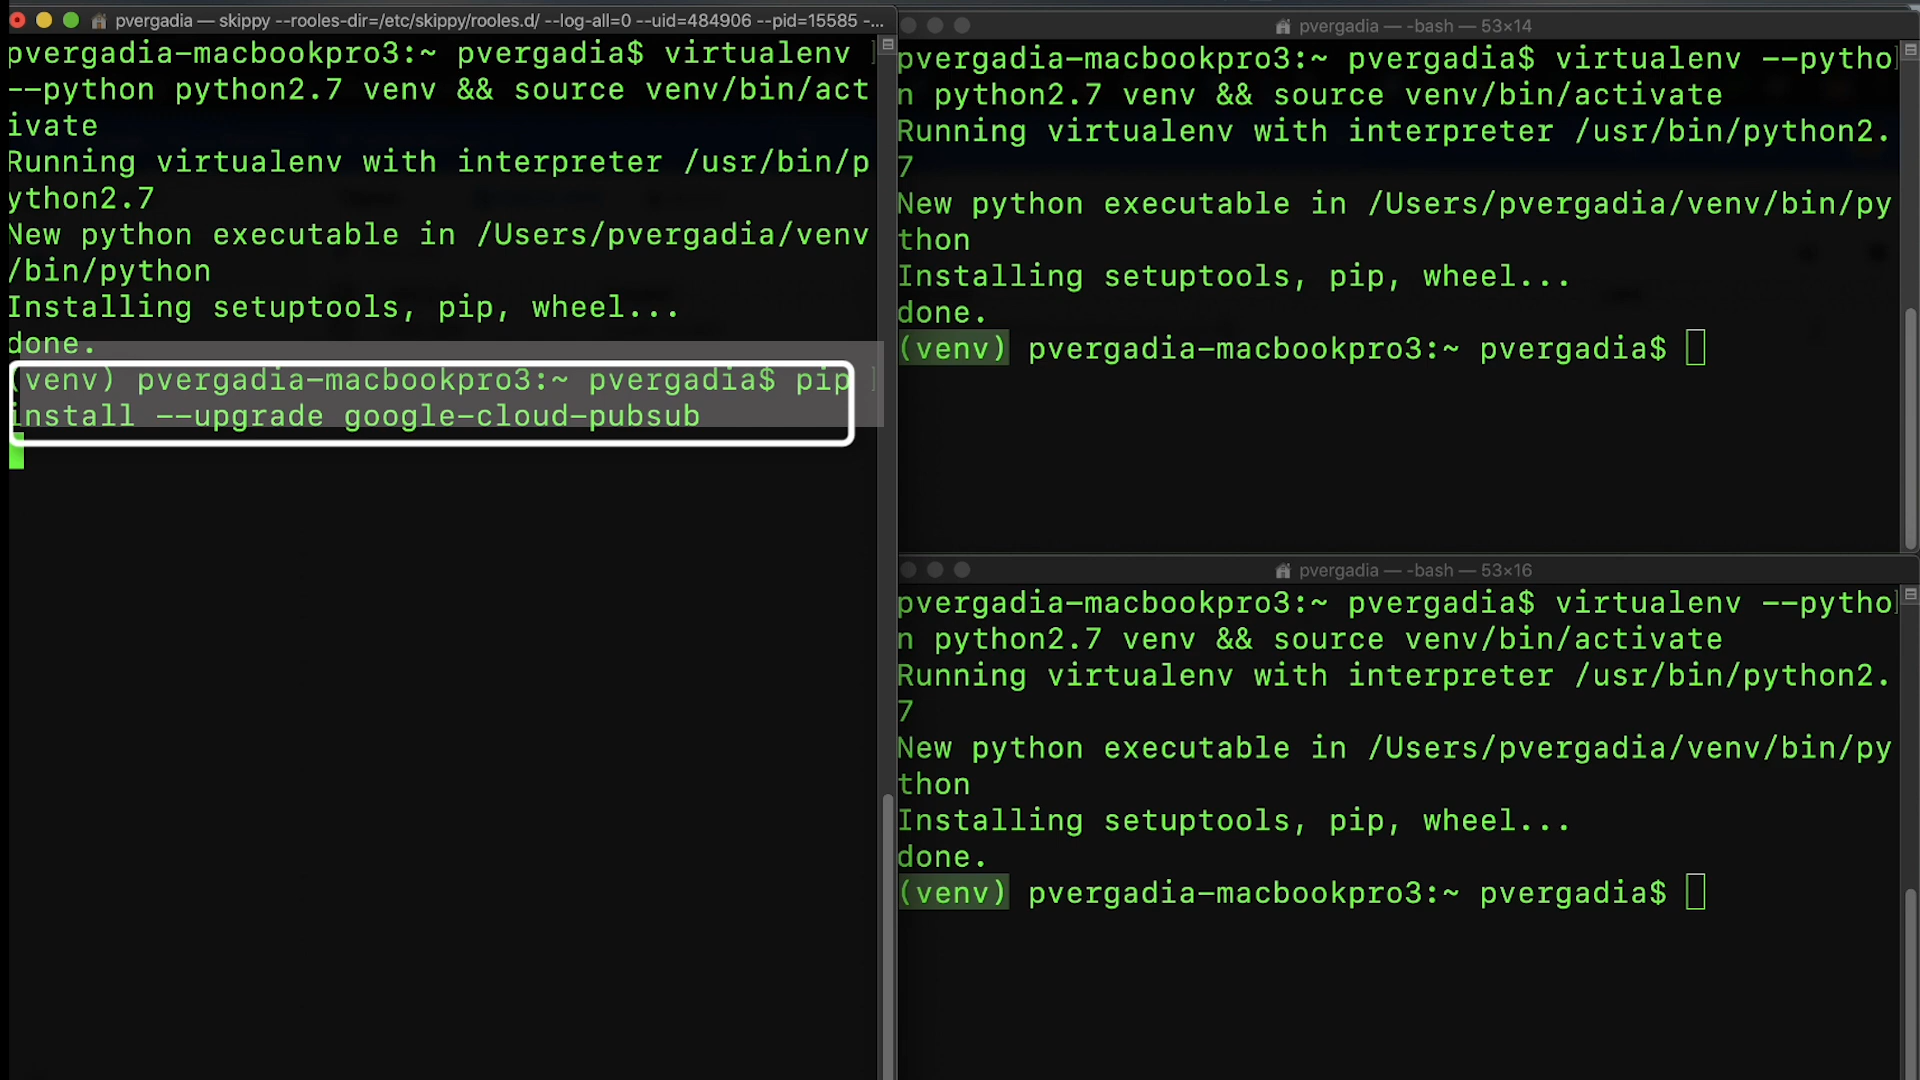 pvergadia — skippy --rooles-dir=/etc/skippy/rooles.d/ --log-all=0 --uid=484906 --pid=15585 -...
pvergadia-macbookpro3:~ pvergadia$ virtualenv
--python python2.7 venv && source venv/bin/act
ivate
Running virtualenv with interpreter /usr/bin/p
ython2.7
New python executable in /Users/pvergadia/venv
/bin/python
Installing setuptools, pip, wheel...
done.
(venv) pvergadia-macbookpro3:~ pvergadia$ pip
install --upgrade google-cloud-pubsub
pvergadia — -bash — 53×14
pvergadia-macbookpro3:~ pvergadia$ virtualenv --pytho
n python2.7 venv && source venv/bin/activate
Running virtualenv with interpreter /usr/bin/python2.
7
New python executable in /Users/pvergadia/venv/bin/py
thon
Installing setuptools, pip, wheel...
done.
(venv) pvergadia-macbookpro3:~ pvergadia$
pvergadia — -bash — 53×16
pvergadia-macbookpro3:~ pvergadia$ virtualenv --pytho
n python2.7 venv && source venv/bin/activate
Running virtualenv with interpreter /usr/bin/python2.
7
New python executable in /Users/pvergadia/venv/bin/py
thon
Installing setuptools, pip, wheel...
done.
(venv) pvergadia-macbookpro3:~ pvergadia$